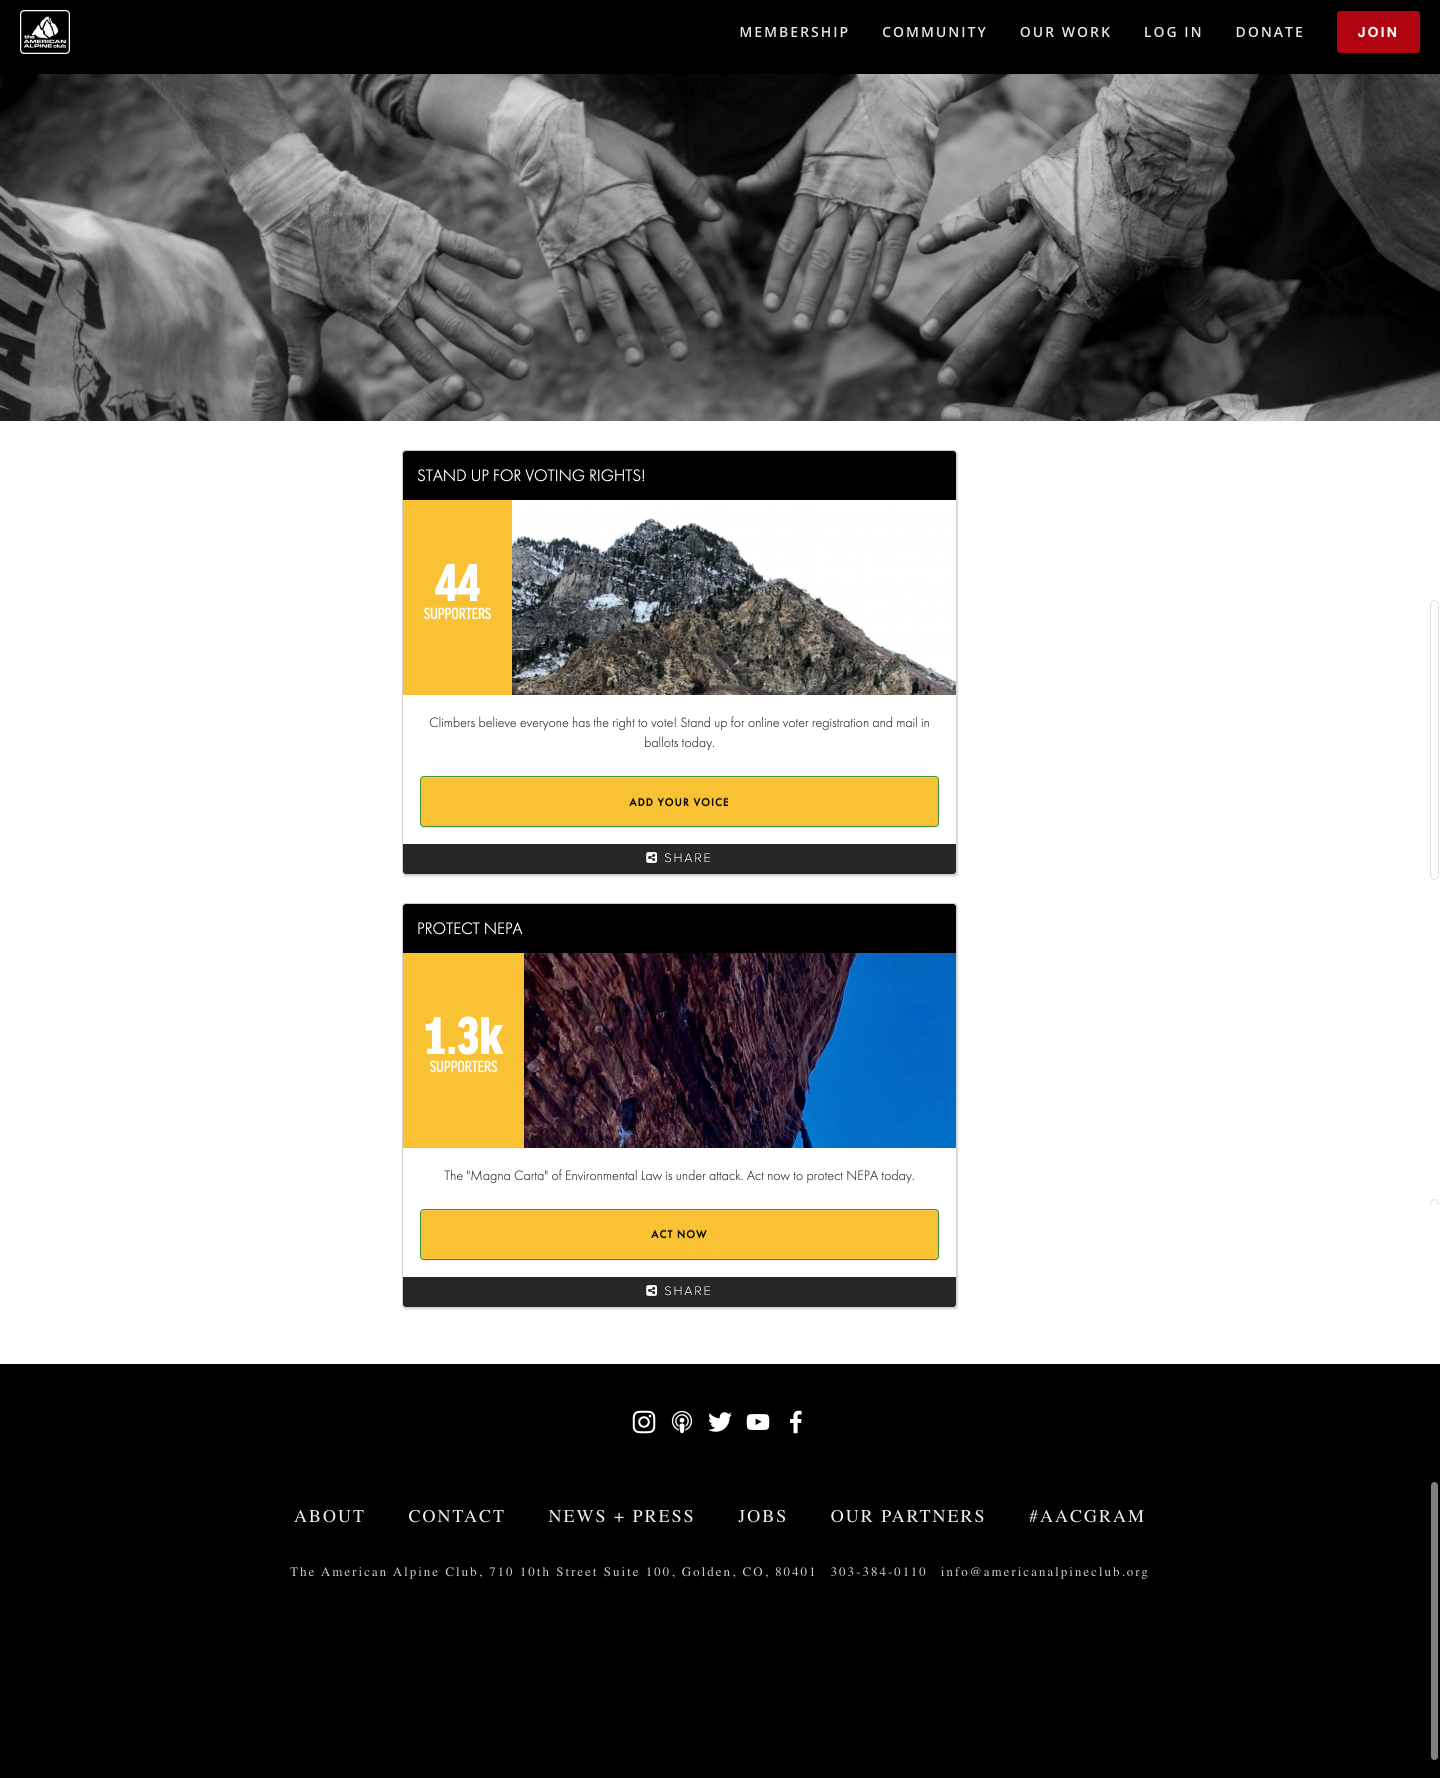 the
AMERICAN
ALPINE club
MEMBERSHIP
COMMUNITY
OUR WORK
LOG IN
DONATE
JOIN
STAND UP FOR VOTING RIGHTS!
44
SUPPORTERS
Climbers believe everyone has the right to vote! Stand up for online voter registration and mail in
ballots today.
ADD YOUR VOICE
SHARE
PROTECT NEPA
1.3k
SUPPORTERS
The "Magna Carta" of Environmental Law is under attack. Act now to protect NEPA today.
ACT NOW
SHARE
ABOUT
CONTACT
NEWS + PRESS
JOBS
OUR PARTNERS
#AACGRAM
The American Alpine Club, 710 10th Street Suite 100, Golden, CO, 80401 303-384-0110 info@americanalpineclub.org